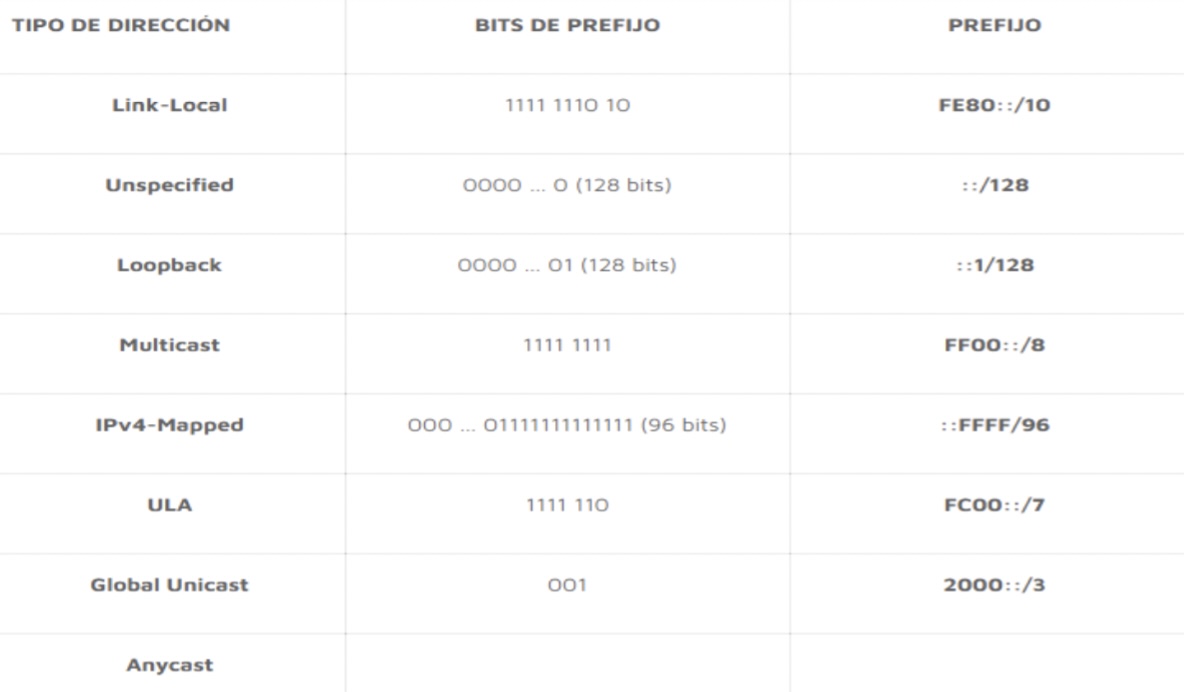 TIPO DE DIRECCIÓN BITS DE PREFIJO PREFIJO
Link-Local 1111 1110 10 FE80::/10
Unspecified 0000 ... 0 (128 bits) ::/128
Loopback 0000 ... 01 (128 bits) ::1/128
Multicast 1111 1111 FF00::/8
IPv4-Mapped 000 ... 01111111111111 (96 bits) ::FFFF/96
ULA 1111 110 FC00::/7
Global Unicast 001 2000::/3
Anycast